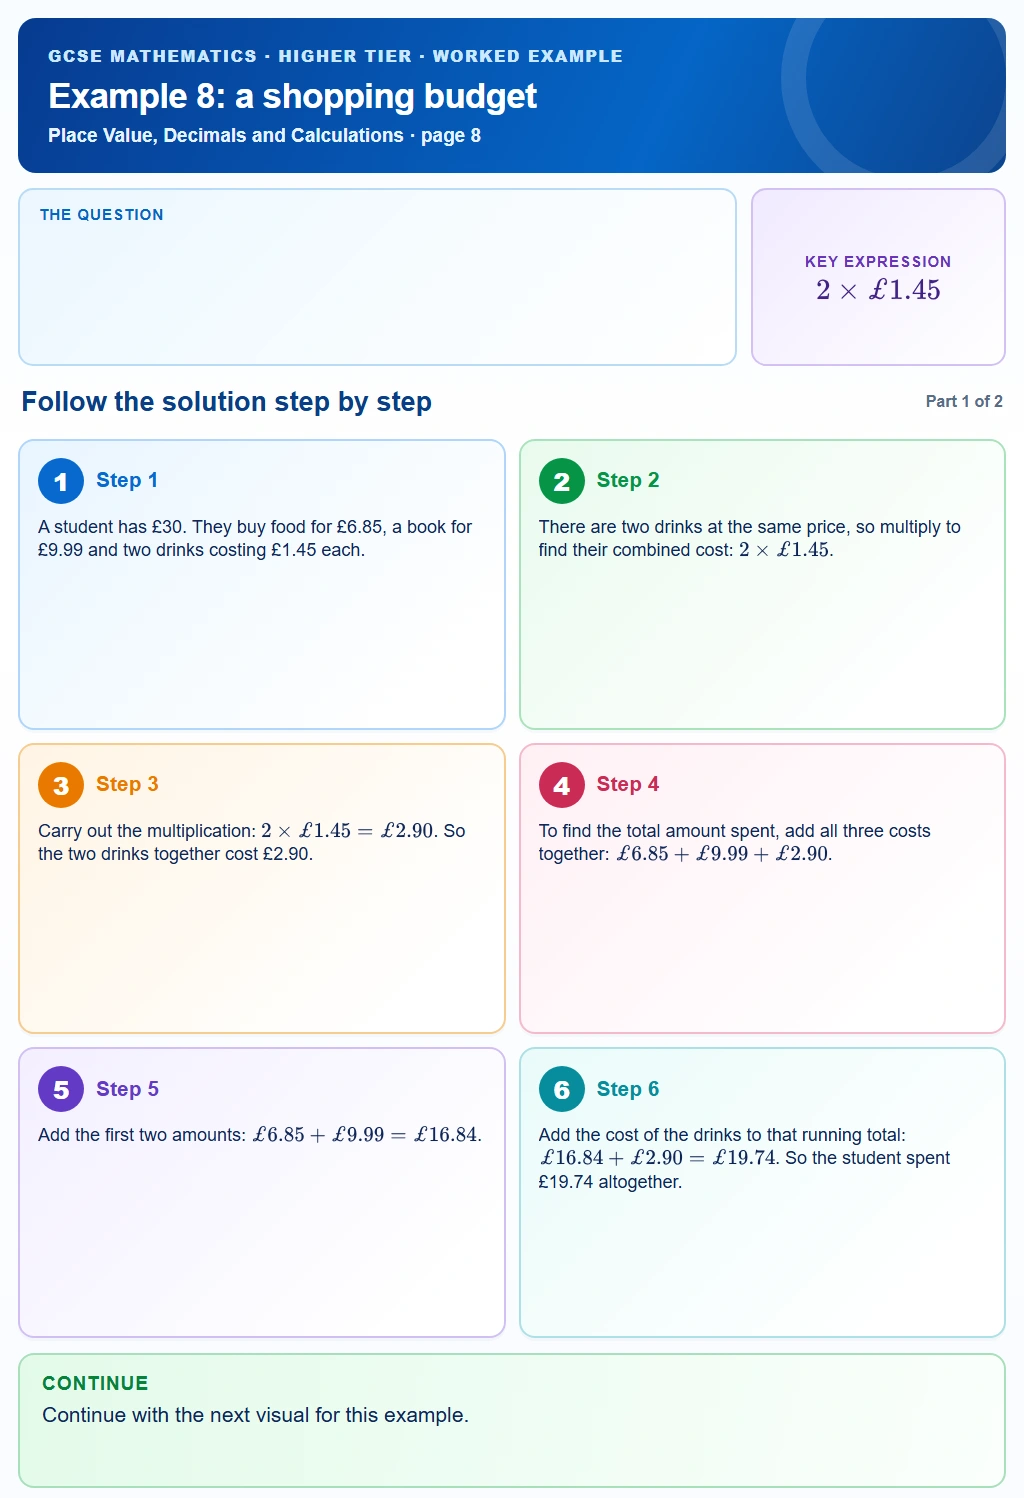 GCSE MATHEMATICS · HIGHER TIER · WORKED EXAMPLE
Example 8: a shopping budget
Place Value, Decimals and Calculations · page 8
THE QUESTION
KEY EXPRESSION
2 × £1.45
Follow the solution step by step
Part 1 of 2
1 Step 1
A student has £30. They buy food for £6.85, a book for
£9.99 and two drinks costing £1.45 each.
2 Step 2
There are two drinks at the same price, so multiply to
find their combined cost: 2 × £1.45.
3 Step 3
Carry out the multiplication: 2 × £1.45 = £2.90. So
the two drinks together cost £2.90.
4 Step 4
To find the total amount spent, add all three costs
together: £6.85 + £9.99 + £2.90.
5 Step 5
Add the first two amounts: £6.85 + £9.99 = £16.84.
6 Step 6
Add the cost of the drinks to that running total:
£16.84 + £2.90 = £19.74. So the student spent
£19.74 altogether.
CONTINUE
Continue with the next visual for this example.